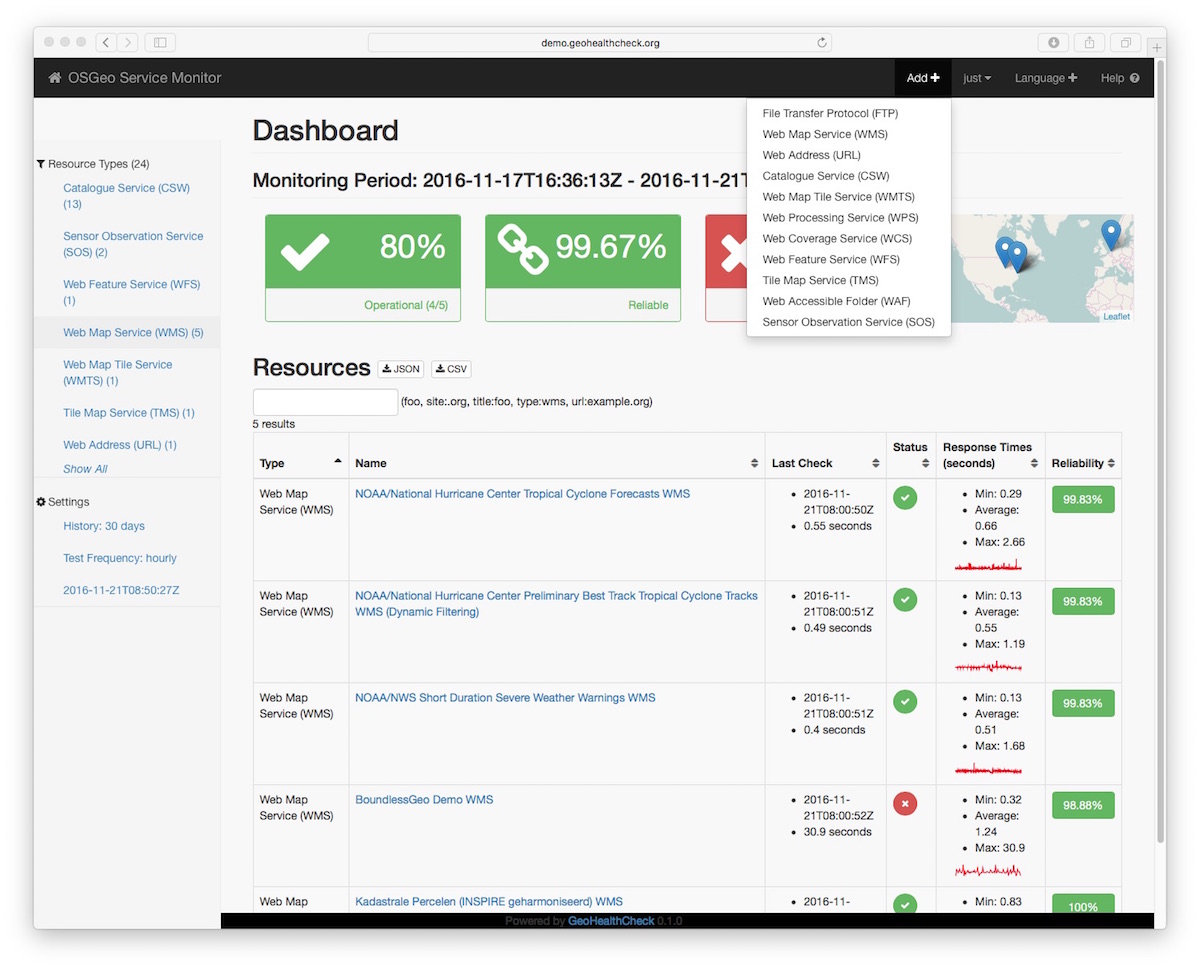 demo.geohealthcheck.org
OSGeo Service Monitor
Add
just
Language
Help
File Transfer Protocol (FTP)
Web Map Service (WMS)
Web Address (URL)
Catalogue Service (CSW)
Web Map Tile Service (WMTS)
Web Processing Service (WPS)
Web Coverage Service (WCS)
Web Feature Service (WFS)
Tile Map Service (TMS)
Web Accessible Folder (WAF)
Sensor Observation Service (SOS)
Resource Types (24)
Catalogue Service (CSW)
(13)
Sensor Observation Service
(SOS) (2)
Web Feature Service (WFS)
(1)
Web Map Service (WMS) (5)
Web Map Tile Service
(WMTS) (1)
Tile Map Service (TMS) (1)
Web Address (URL) (1)
Show All
Settings
History: 30 days
Test Frequency: hourly
2016-11-21T08:50:27Z
Dashboard
Monitoring Period: 2016-11-17T16:36:13Z - 2016-11-21T
80%
Operational (4/5)
99.67%
Reliable
Leaflet
Resources
JSON
CSV
(foo, site:.org, title:foo, type:wms, url:example.org)
5 results
Type
Name
Last Check
Status
Response Times
(seconds)
Reliability
Web Map
Service (WMS)
NOAA/National Hurricane Center Tropical Cyclone Forecasts WMS
2016-11-
21T08:00:50Z
0.55 seconds
Min: 0.29
Average:
0.66
Max: 2.66
99.83%
Web Map
Service (WMS)
NOAA/National Hurricane Center Preliminary Best Track Tropical Cyclone Tracks
WMS (Dynamic Filtering)
2016-11-
21T08:00:51Z
0.49 seconds
Min: 0.13
Average:
0.55
Max: 1.19
99.83%
Web Map
Service (WMS)
NOAA/NWS Short Duration Severe Weather Warnings WMS
2016-11-
21T08:00:51Z
0.4 seconds
Min: 0.13
Average:
0.51
Max: 1.68
99.83%
Web Map
Service (WMS)
BoundlessGeo Demo WMS
2016-11-
21T08:00:52Z
30.9 seconds
Min: 0.32
Average:
1.24
Max: 30.9
98.88%
Web Map
Kadastrale Percelen (INSPIRE geharmoniseerd) WMS
2016-11-
Min: 0.83
100%
Powered by GeoHealthCheck 0.1.0